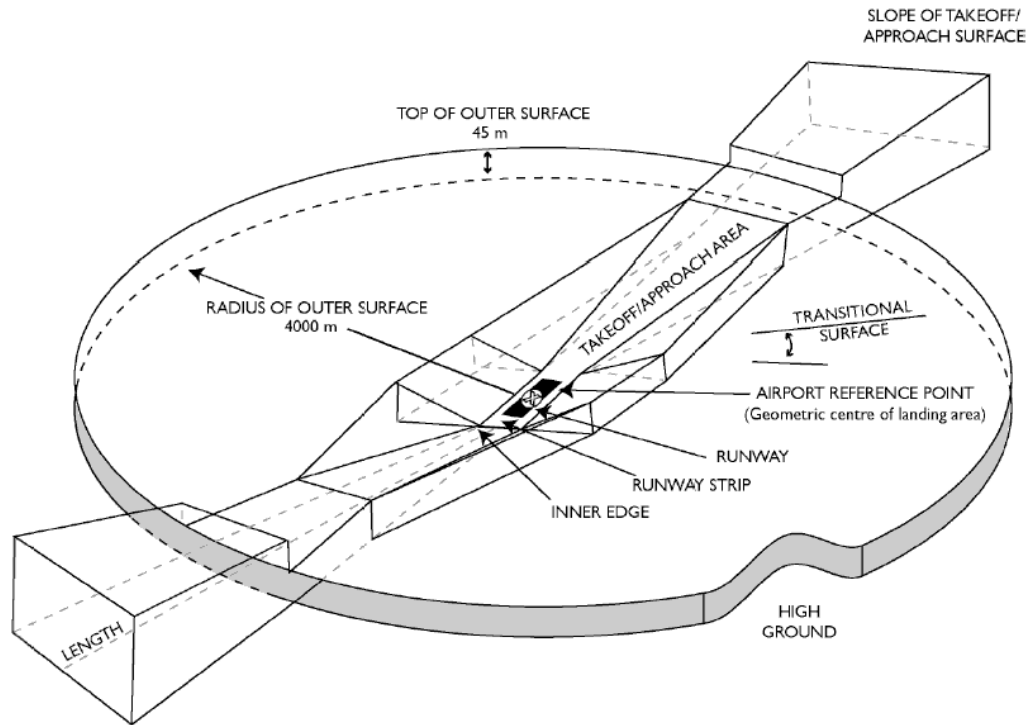 SLOPE OF TAKEOFF/
APPROACH SURFACE
TOP OF OUTER SURFACE
45 m
TAKEOFF/APPROACH AREA
RADIUS OF OUTER SURFACE
4000 m
TRANSITIONAL
SURFACE
AIRPORT REFERENCE POINT
(Geometric centre of landing area)
RUNWAY
RUNWAY STRIP
INNER EDGE
HIGH
GROUND
LENGTH